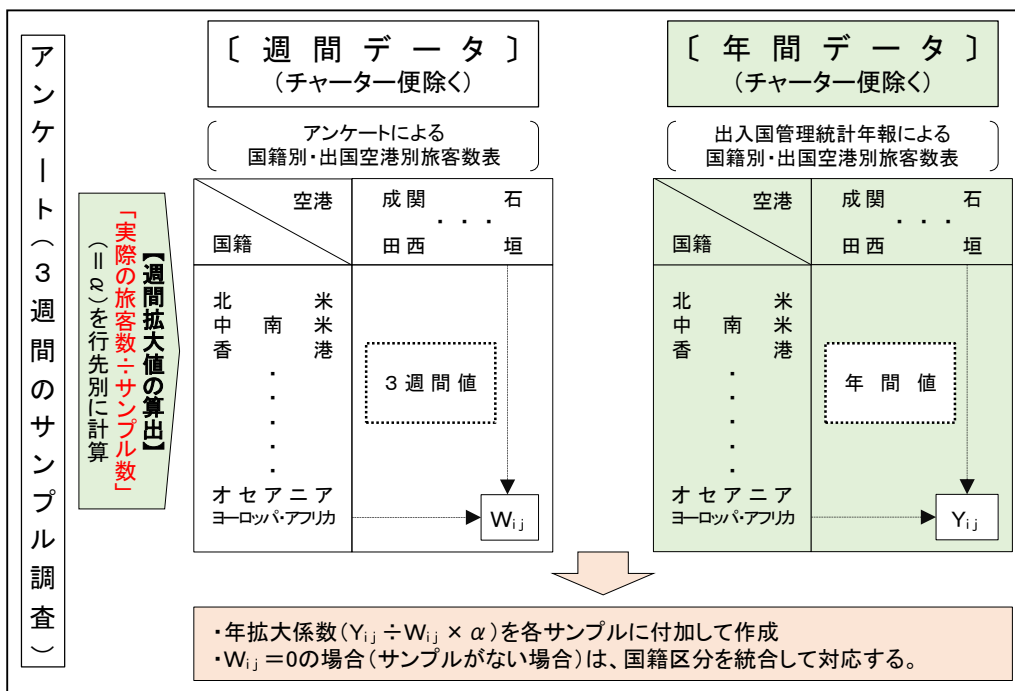 アンケート(3週間のサンプル調査)
【週間拡大値の算出】
「実際の旅客数÷サンプル数」
(=α)を行先別に計算
〔週間データ〕
(チャーター便除く)
アンケートによる
国籍別・出国空港別旅客数表
空港
国籍
成関・・・石
田西 垣
北米
中南米
香港
・
・
・
・
・
オセアニア
ヨーロッパ・アフリカ
3週間値
Wij
〔年間データ〕
(チャーター便除く)
出入国管理統計年報による
国籍別・出国空港別旅客数表
空港
国籍
成関・・・石
田西 垣
北米
中南米
香港
・
・
・
・
・
オセアニア
ヨーロッパ・アフリカ
年間値
Yij
・年拡大係数(Yij÷Wij×α)を各サンプルに付加して作成
・Wij=0の場合(サンプルがない場合)は、国籍区分を統合して対応する。